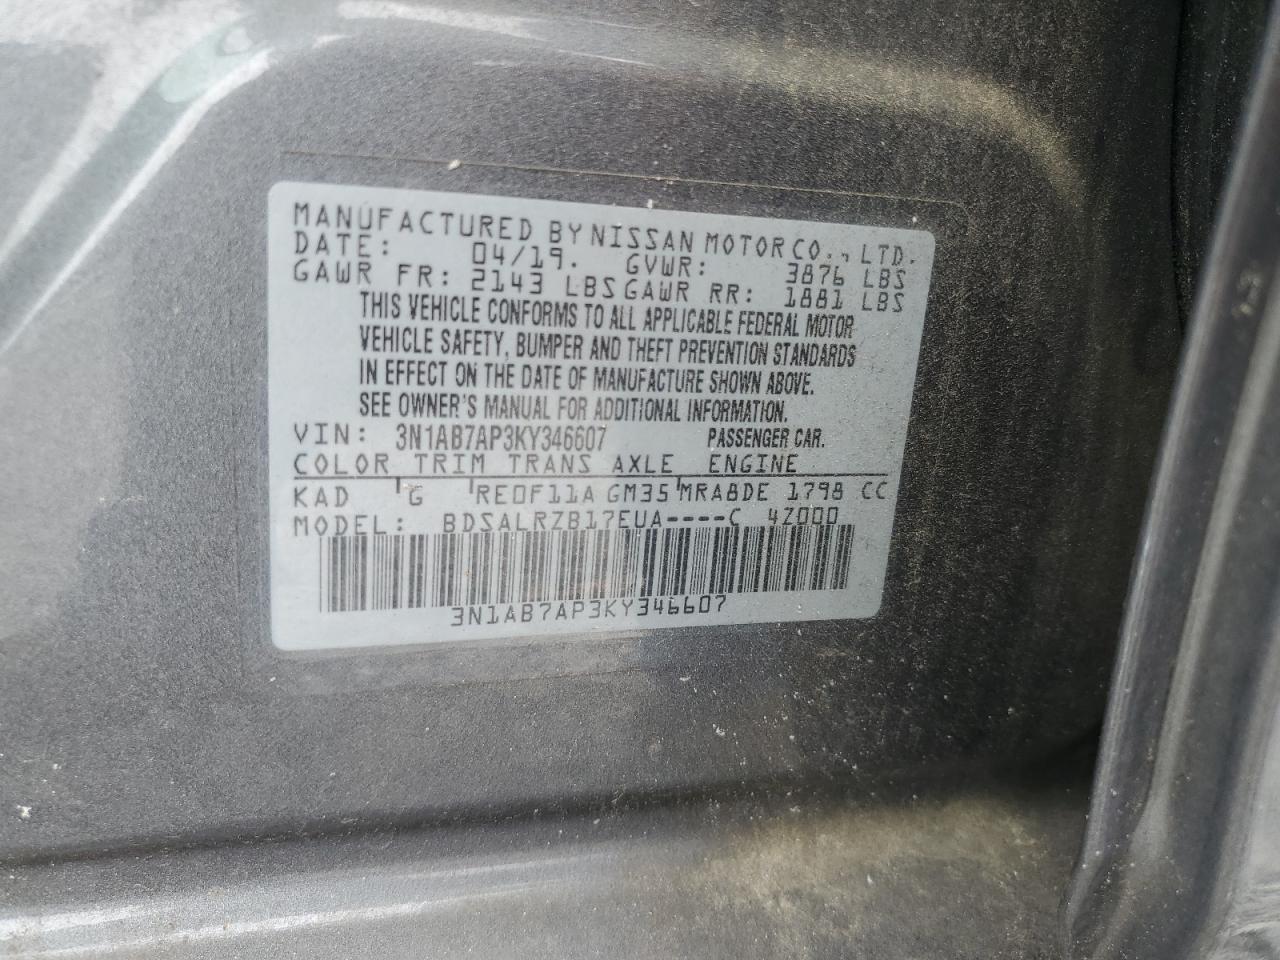 MANUFACTURED BY NISSAN MOTOR CO., LTD.
DATE: 04/19. GVWR: 3876 LBS
GAWR FR: 2143 LBS GAWR RR: 1881 LBS
THIS VEHICLE CONFORMS TO ALL APPLICABLE FEDERAL MOTOR
VEHICLE SAFETY, BUMPER AND THEFT PREVENTION STANDARDS
IN EFFECT ON THE DATE OF MANUFACTURE SHOWN ABOVE.
SEE OWNER'S MANUAL FOR ADDITIONAL INFORMATION.
VIN: 3N1AB7AP3KY346607 PASSENGER CAR.
COLOR TRIM TRANS AXLE ENGINE
KAD G RE0F11A GM35 MRA8DE 1798 CC
MODEL: BDSALRZB17EUA----C 4Z000
3N1AB7AP3KY346607